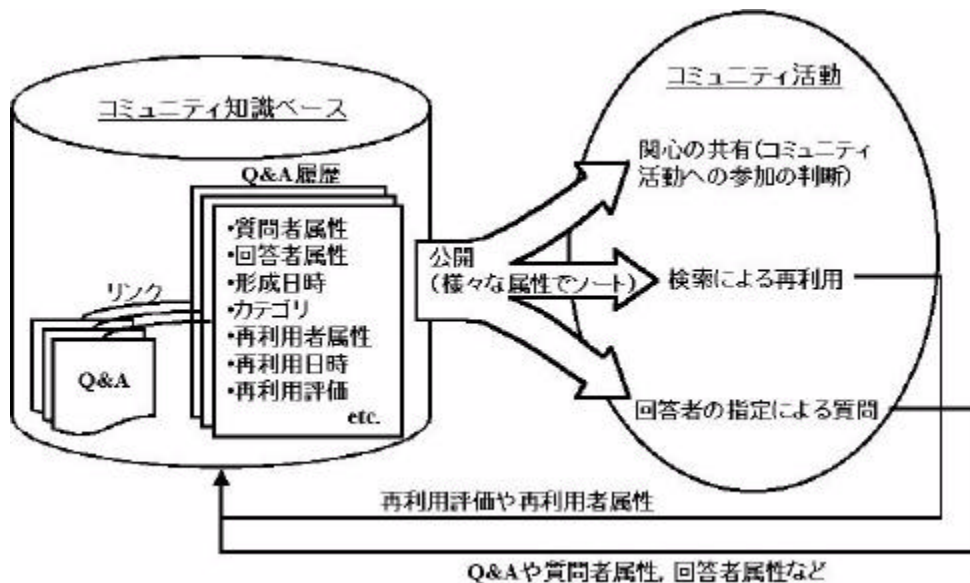 コミュニティ知識ベース
Q&A履歴
・質問者属性
・回答者属性
・形成日時
・カテゴリ
・再利用者属性
・再利用日時
・再利用評価
etc.
リンク
Q&A
公開
(様々な属性でソート)
コミュニティ活動
関心の共有(コミュニティ
活動への参加の判断)
検索による再利用
回答者の指定による質問
再利用評価や再利用者属性
Q&Aや質問者属性, 回答者属性など